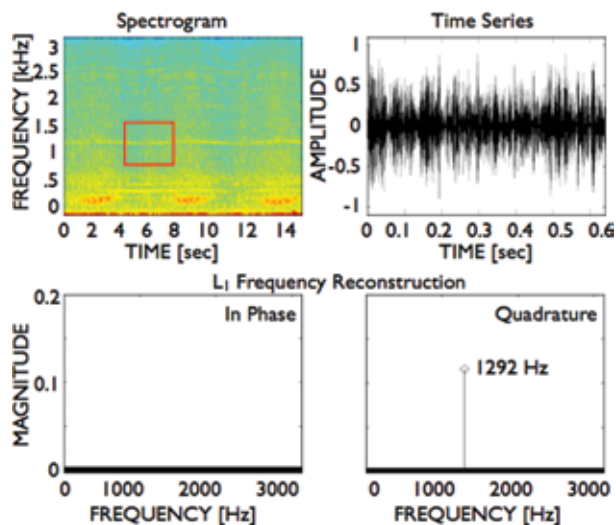 Spectrogram
FREQUENCY [kHz]
3
2.5
2
1.5
1
.5
0
0 2 4 6 8 10 12 14
TIME [sec]
Time Series
AMPLITUDE
1
0.5
0
-0.5
-1
0 0.1 0.2 0.3 0.4 0.5 0.6
TIME [sec]
L₁ Frequency Reconstruction
In Phase
MAGNITUDE
0.2
0.1
0
0 1000 2000 3000
FREQUENCY [Hz]
Quadrature
1292 Hz
0 1000 2000 3000
FREQUENCY [Hz]